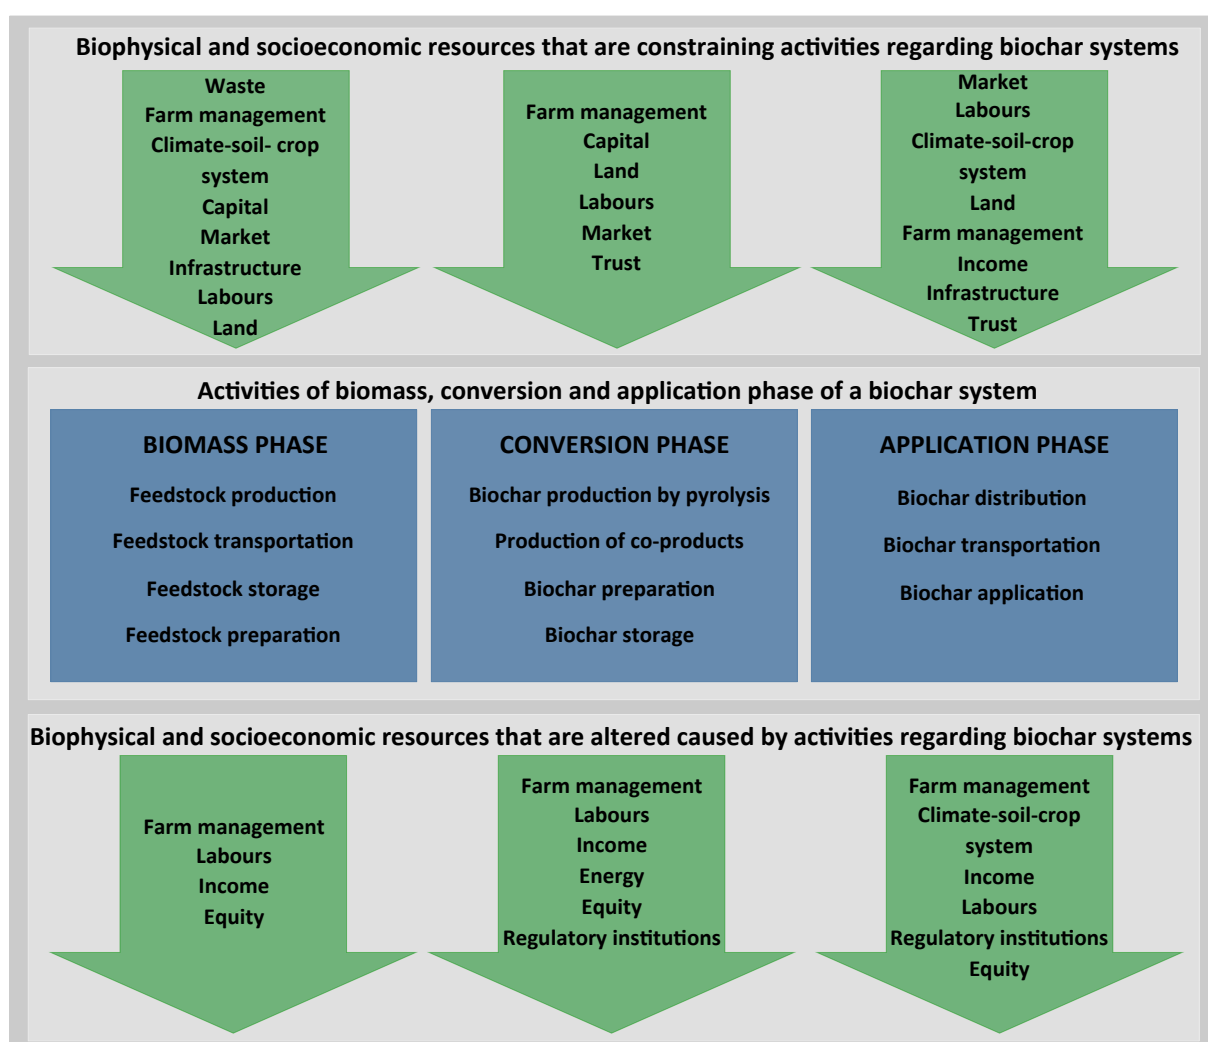 Biophysical and socioeconomic resources that are constraining activities regarding biochar systems
Waste
Farm management
Climate-soil- crop
system
Capital
Market
Infrastructure
Labours
Land
Farm management
Capital
Land
Labours
Market
Trust
Market
Labours
Climate-soil-crop
system
Land
Farm management
Income
Infrastructure
Trust
Activities of biomass, conversion and application phase of a biochar system
BIOMASS PHASE
Feedstock production
Feedstock transportation
Feedstock storage
Feedstock preparation
CONVERSION PHASE
Biochar production by pyrolysis
Production of co-products
Biochar preparation
Biochar storage
APPLICATION PHASE
Biochar distribution
Biochar transportation
Biochar application
Biophysical and socioeconomic resources that are altered caused by activities regarding biochar systems
Farm management
Labours
Income
Equity
Farm management
Labours
Income
Energy
Equity
Regulatory institutions
Farm management
Climate-soil-crop
system
Income
Labours
Regulatory institutions
Equity